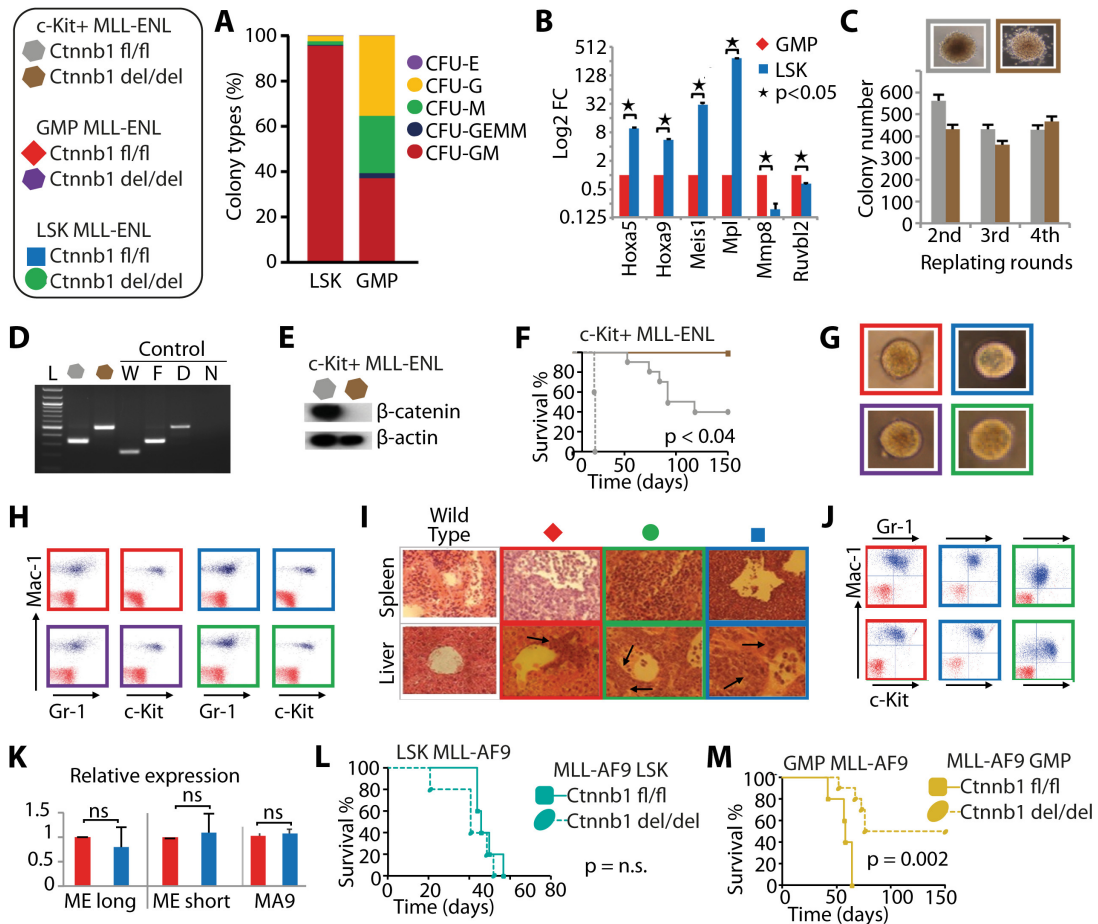 c-Kit+ MLL-ENL
Ctnnb1 fl/fl
Ctnnb1 del/del
GMP MLL-ENL
Ctnnb1 fl/fl
Ctnnb1 del/del
LSK MLL-ENL
Ctnnb1 fl/fl
Ctnnb1 del/del
A
Colony types (%)
100
80
60
40
20
0
LSK GMP
CFU-E
CFU-G
CFU-M
CFU-GEMM
CFU-GM
B
Log2 FC
512
128
32
8
2
0.5
0.125
GMP
LSK
★ p<0.05
★ ★ ★ ★ ★ ★
Hoxa5
Hoxa9
Meis1
Mpl
Mmp8
Ruvbl2
C
Colony number
700
600
500
400
300
200
100
0
2nd 3rd 4th
Replating rounds
D
Control
L W F D N
E
c-Kit+ MLL-ENL
β-catenin
β-actin
F
c-Kit+ MLL-ENL
Survival %
80
60
40
20
0
p < 0.04
0 50 100 150
Time (days)
G
H
Mac-1
Gr-1 c-Kit Gr-1 c-Kit
I
Wild
Type
Spleen
Liver
J
Gr-1
Mac-1
c-Kit
K
Relative expression
1.5
1
0.5
0
ns ns ns
ME long ME short MA9
L
LSK MLL-AF9
Survival %
100
80
60
40
20
0
0 20 40 60 80
Time (days)
MLL-AF9 LSK
Ctnnb1 fl/fl
Ctnnb1 del/del
p = n.s.
M
GMP MLL-AF9
Survival %
100
80
60
40
20
0
0 50 100 150
Time (days)
p = 0.002
MLL-AF9 GMP
Ctnnb1 fl/fl
Ctnnb1 del/del